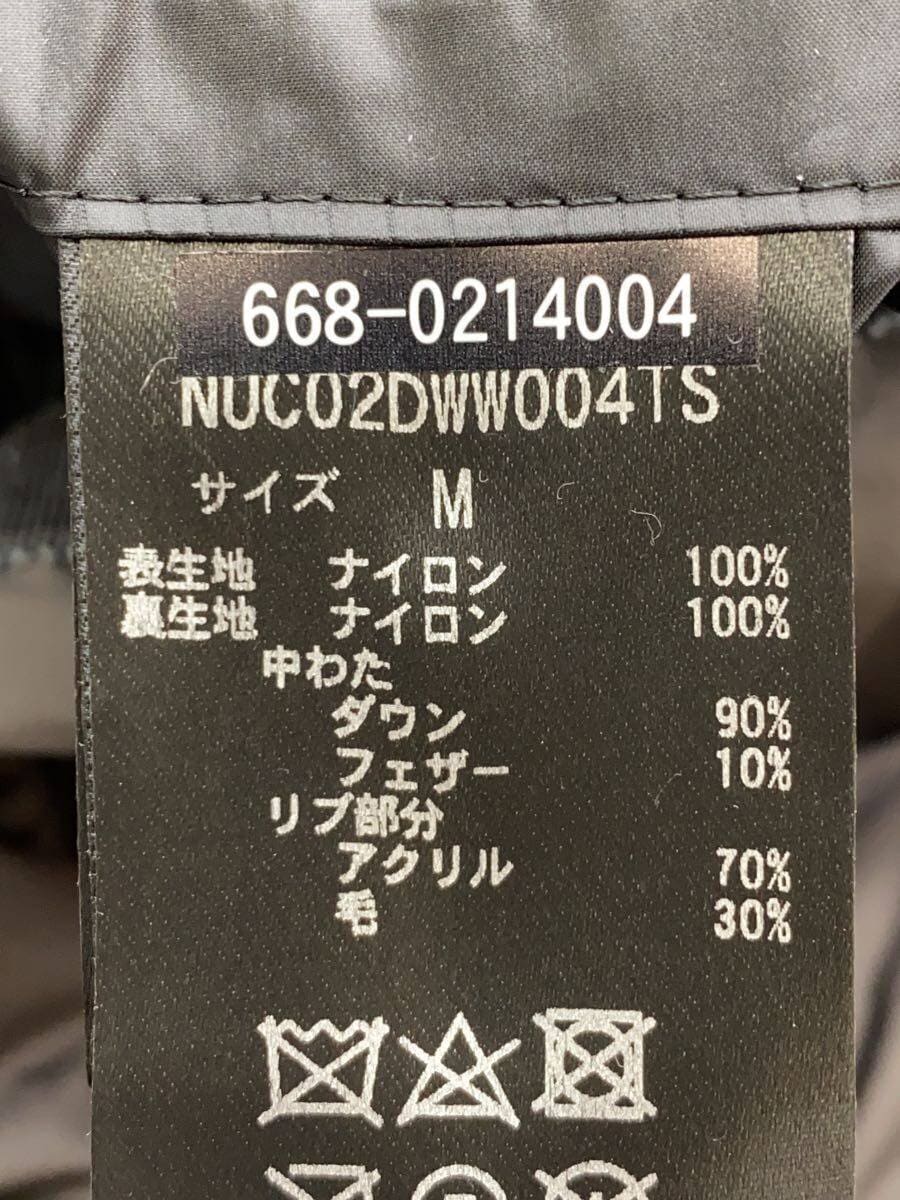 668-0214004
NUC02DWW004TS
サイズ M
表生地 ナイロン 100%
裏生地 ナイロン 100%
中わた
ダウン 90%
フェザー 10%
リブ部分
アクリル 70%
毛 30%